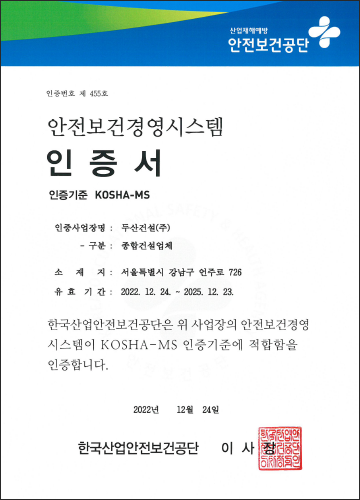 산업재해예방
안전보건공단
인증번호 제 455호
안전보건경영시스템
인 증 서
인증기준 KOSHA-MS
인증사업장명 : 두산건설(주)
- 구분 : 종합건설업체
소 재 지 : 서울특별시 강남구 언주로 726
유 효 기 간 : 2022. 12. 24. ~ 2025. 12. 23.
한국산업안전보건공단은 위 사업장의 안전보건경영
시스템이 KOSHA-MS 인증기준에 적합함을
인증합니다.
2022년 12월 24일
한국산업안전보건공단 이 사 장